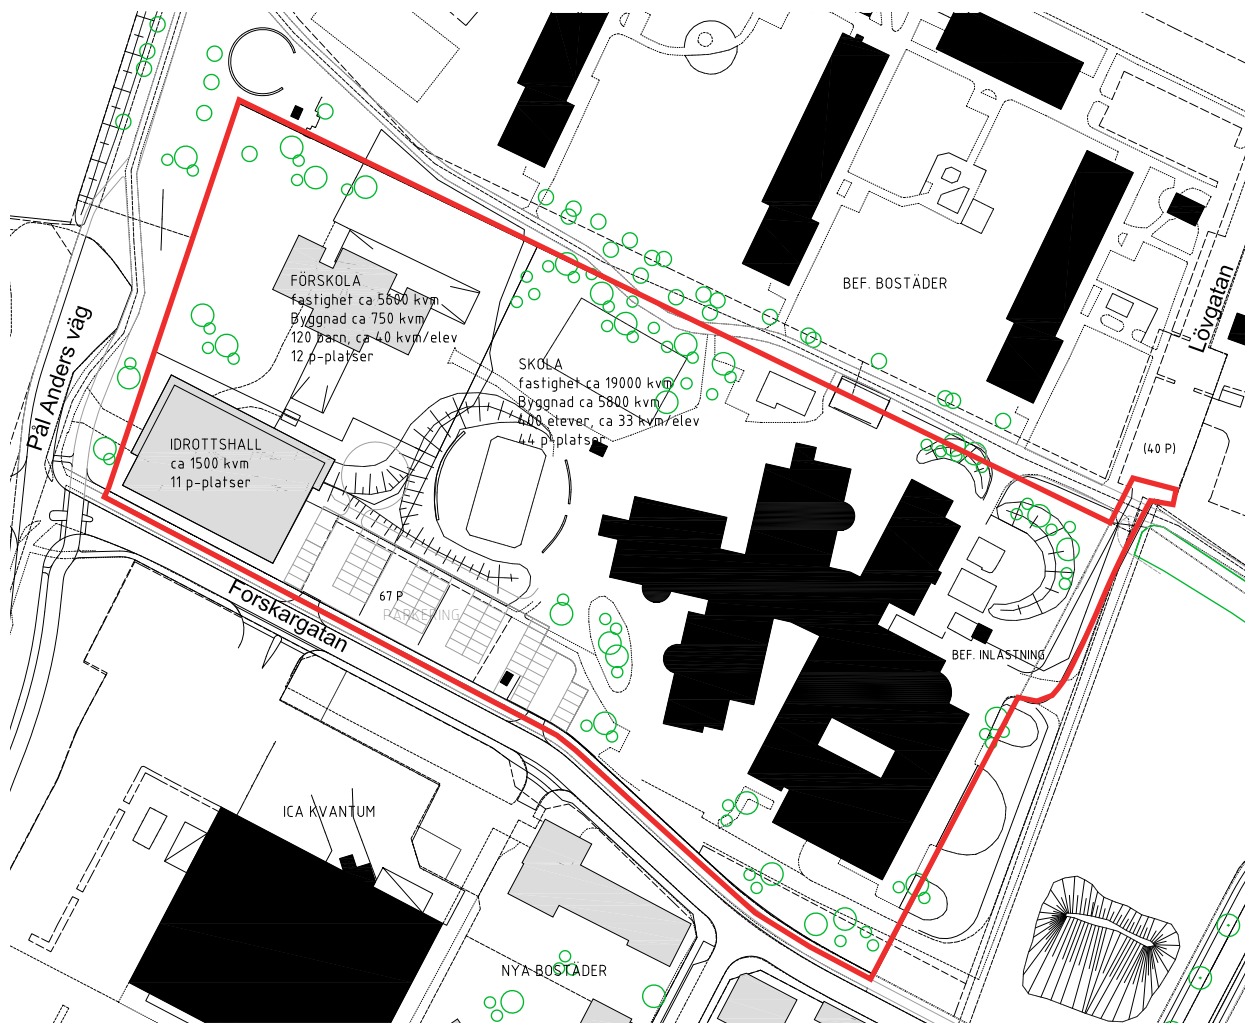 BEF. BOSTÄDER
Lövgatan
Pål Anders väg
FÖRSKOLA
fastighet ca 5600 kvm
Byggnad ca 750 kvm
120 barn, ca 40 kvm/elev
12 p-platser
SKOLA
fastighet ca 19000 kvm
Byggnad ca 5800 kvm
400 elever, ca 33 kvm/elev
44 p-platser
IDROTTSHALL
ca 1500 kvm
11 p-platser
(40 P)
67 P
PARKERING
Forskargatan
BEF. INLASTNING
ICA KVANTUM
NYA BOSTÄDER